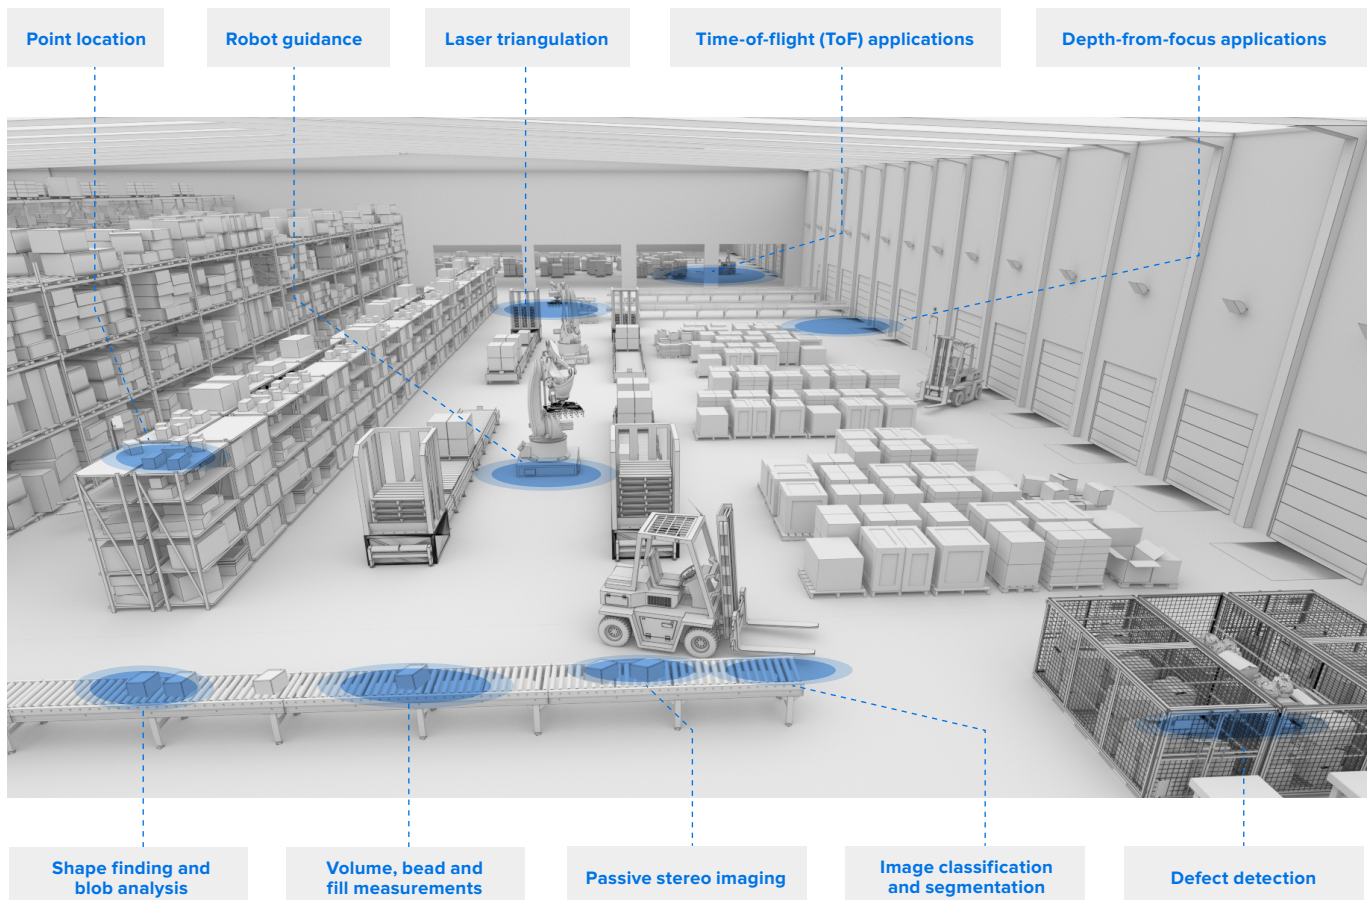 Point location
Robot guidance
Laser triangulation
Time-of-flight (ToF) applications
Depth-from-focus applications
Shape finding and
blob analysis
Volume, bead and
fill measurements
Passive stereo imaging
Image classification
and segmentation
Defect detection